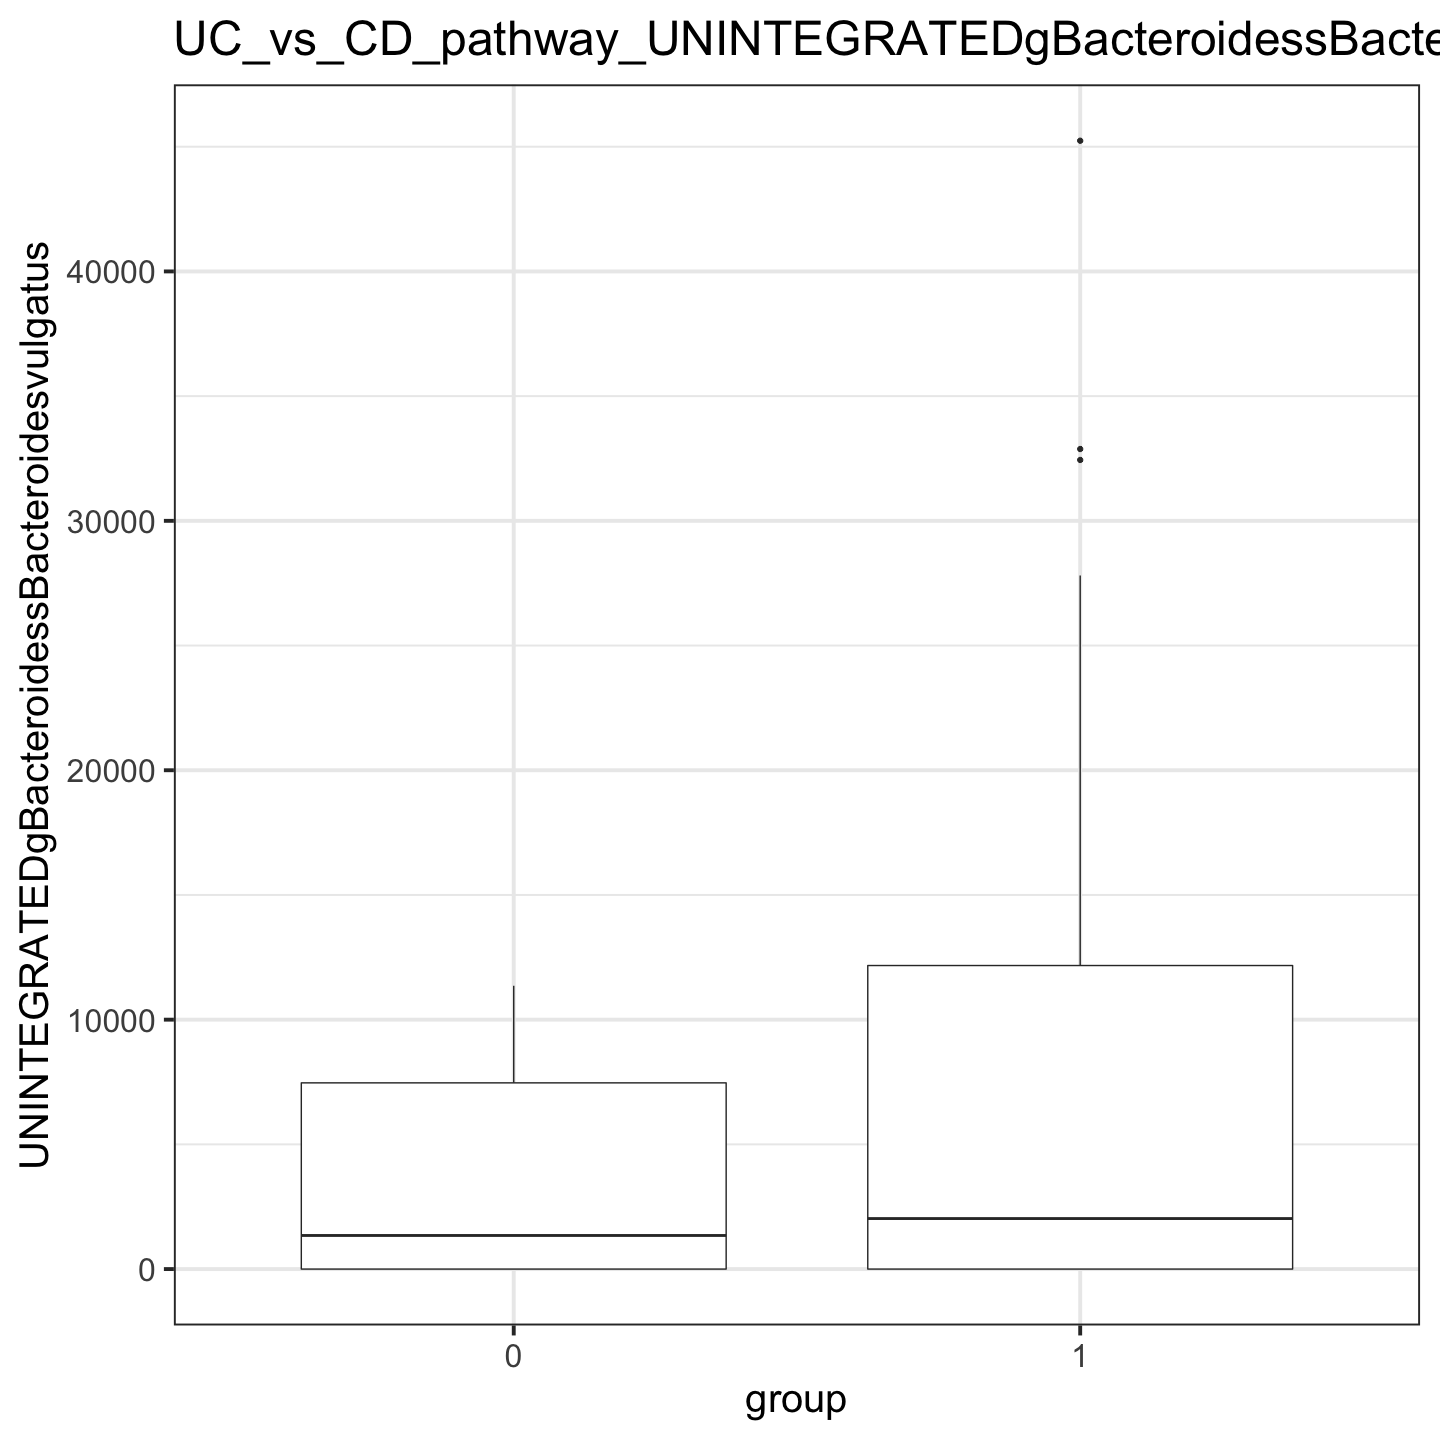 UC_vs_CD_pathway_UNINTEGRATEDgBacteroidessBacte
UNINTEGRATEDgBacteroidessBacteroidesvulgatus
40000
30000
20000
10000
0
0
1
group